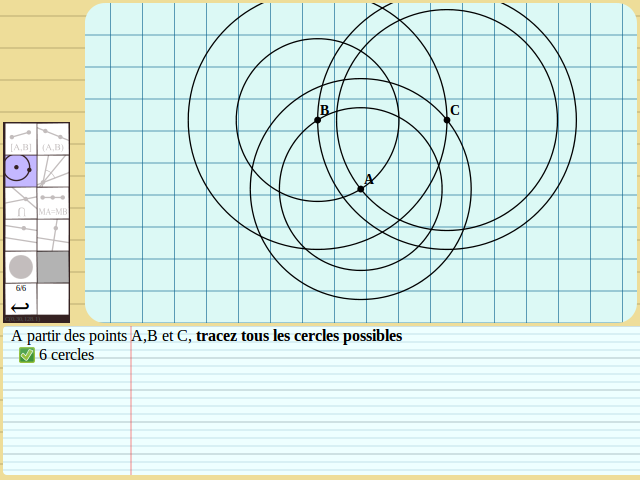 B
C
A
[A,B] (A,B)
⋂ MA=MB
6/6
A partir des points A,B et C, tracez tous les cercles possibles
✅ 6 cercles